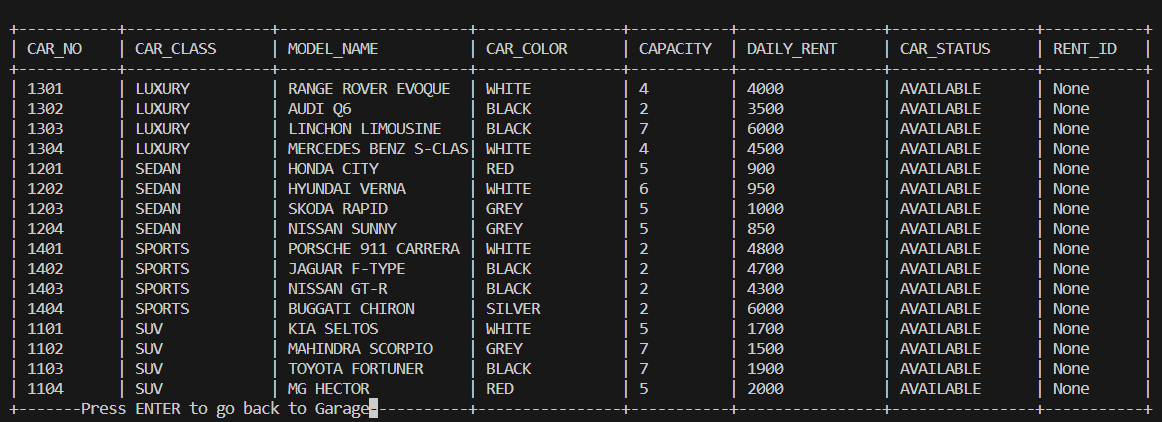 +-----------+----------------+---------------------+----------------+-----------+----------------+----------------+-----------+
| CAR_NO | CAR_CLASS | MODEL_NAME | CAR_COLOR | CAPACITY | DAILY_RENT | CAR_STATUS | RENT_ID |
+-----------+----------------+---------------------+----------------+-----------+----------------+----------------+-----------+
| 1301 | LUXURY | RANGE ROVER EVOQUE | WHITE | 4 | 4000 | AVAILABLE | None |
| 1302 | LUXURY | AUDI Q6 | BLACK | 2 | 3500 | AVAILABLE | None |
| 1303 | LUXURY | LINCHON LIMOUSINE | BLACK | 7 | 6000 | AVAILABLE | None |
| 1304 | LUXURY | MERCEDES BENZ S-CLAS| WHITE | 4 | 4500 | AVAILABLE | None |
| 1201 | SEDAN | HONDA CITY | RED | 5 | 900 | AVAILABLE | None |
| 1202 | SEDAN | HYUNDAI VERNA | WHITE | 6 | 950 | AVAILABLE | None |
| 1203 | SEDAN | SKODA RAPID | GREY | 5 | 1000 | AVAILABLE | None |
| 1204 | SEDAN | NISSAN SUNNY | GREY | 5 | 850 | AVAILABLE | None |
| 1401 | SPORTS | PORSCHE 911 CARRERA | WHITE | 2 | 4800 | AVAILABLE | None |
| 1402 | SPORTS | JAGUAR F-TYPE | BLACK | 2 | 4700 | AVAILABLE | None |
| 1403 | SPORTS | NISSAN GT-R | BLACK | 2 | 4300 | AVAILABLE | None |
| 1404 | SPORTS | BUGGATI CHIRON | SILVER | 2 | 6000 | AVAILABLE | None |
| 1101 | SUV | KIA SELTOS | WHITE | 5 | 1700 | AVAILABLE | None |
| 1102 | SUV | MAHINDRA SCORPIO | GREY | 7 | 1500 | AVAILABLE | None |
| 1103 | SUV | TOYOTA FORTUNER | BLACK | 7 | 1900 | AVAILABLE | None |
| 1104 | SUV | MG HECTOR | RED | 5 | 2000 | AVAILABLE | None |
+-------Press ENTER to go back to Garage-----------+----------------+-----------+----------------+----------------+-----------+